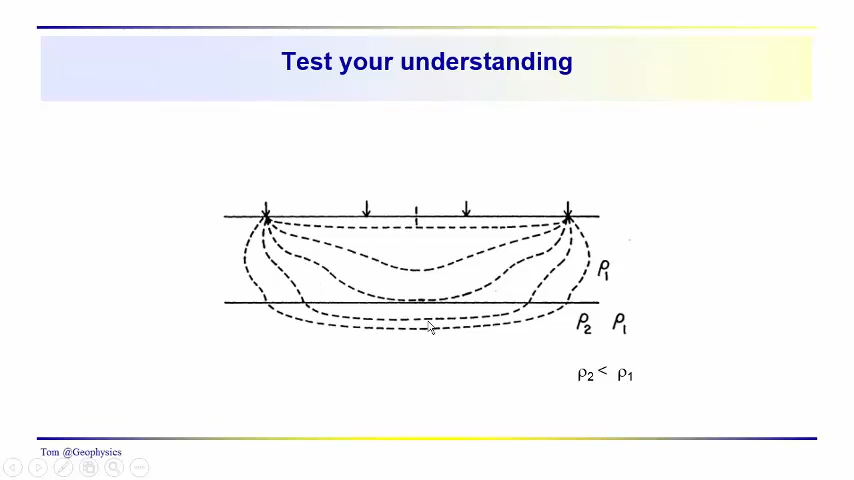 Test your understanding
ρ1
ρ2 ρ1
ρ2 < ρ1
Tom @Geophysics